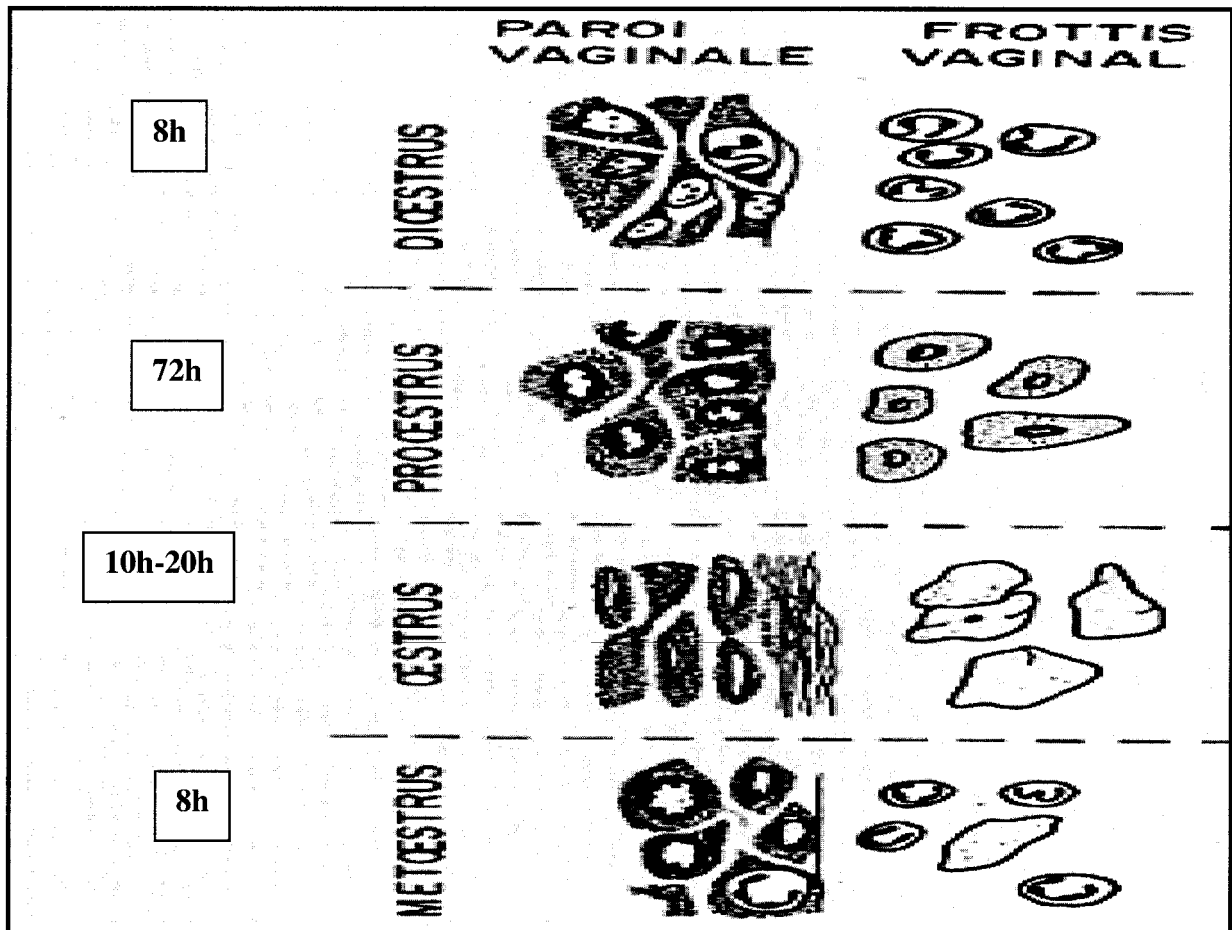 PAROI
VAGINALE
FROTTIS
VAGINAL
8h
DIŒSTRUS
72h
PROŒSTRUS
10h-20h
ŒSTRUS
8h
METŒSTRUS